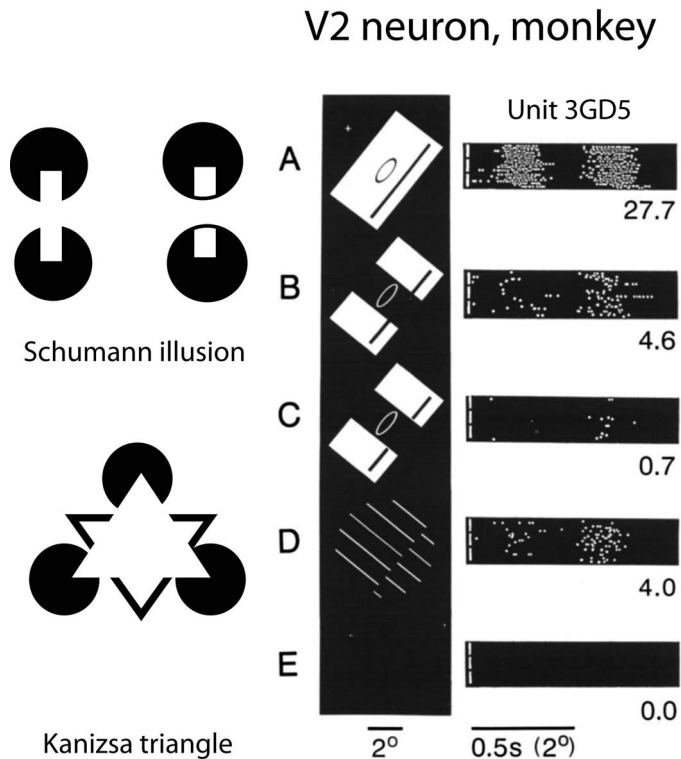 V2 neuron, monkey
Unit 3GD5
A
27.7
B
4.6
Schumann illusion
C
0.7
D
4.0
E
0.0
Kanizsa triangle
2°
0.5s (2°)